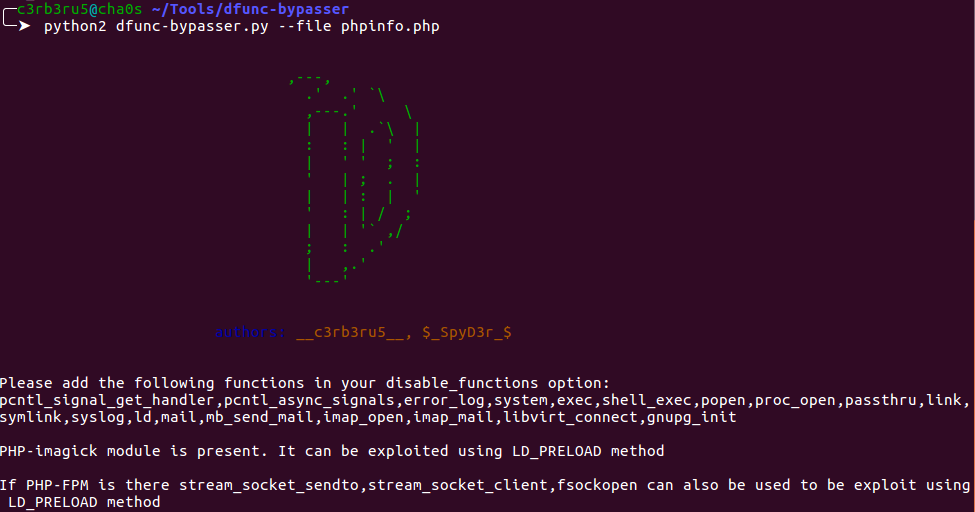 c3rb3ru5@cha0s ~/Tools/dfunc-bypasser
➤ python2 dfunc-bypasser.py --file phpinfo.php
authors: __c3rb3ru5__, $_SpyD3r_$
Please add the following functions in your disable_functions option:
pcntl_signal_get_handler,pcntl_async_signals,error_log,system,exec,shell_exec,popen,proc_open,passthru,link,
symlink,syslog,ld,mail,mb_send_mail,imap_open,imap_mail,libvirt_connect,gnupg_init
PHP-imagick module is present. It can be exploited using LD_PRELOAD method
If PHP-FPM is there stream_socket_sendto,stream_socket_client,fsockopen can also be used to be exploit using
LD_PRELOAD method